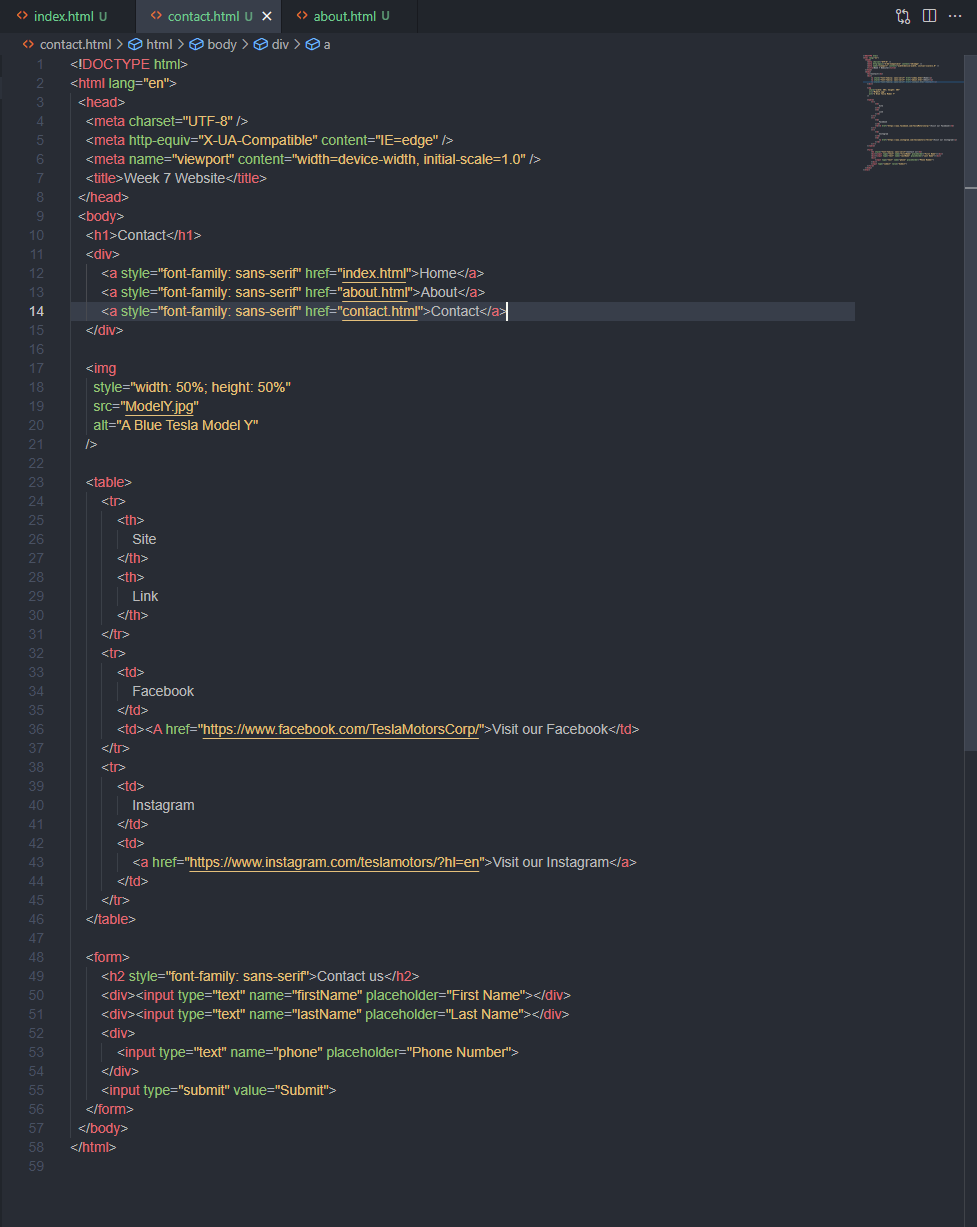 index.html U contact.html U about.html U
contact.html > html > body > div > a
1 <!DOCTYPE html>
2 <html lang="en">
3 <head>
4 <meta charset="UTF-8" />
5 <meta http-equiv="X-UA-Compatible" content="IE=edge" />
6 <meta name="viewport" content="width=device-width, initial-scale=1.0" />
7 <title>Week 7 Website</title>
8 </head>
9 <body>
10 <h1>Contact</h1>
11 <div>
12 <a style="font-family: sans-serif" href="index.html">Home</a>
13 <a style="font-family: sans-serif" href="about.html">About</a>
14 <a style="font-family: sans-serif" href="contact.html">Contact</a>
15 </div>
16
17 <img
18 style="width: 50%; height: 50%"
19 src="ModelY.jpg"
20 alt="A Blue Tesla Model Y"
21 />
22
23 <table>
24 <tr>
25 <th>
26 Site
27 </th>
28 <th>
29 Link
30 </th>
31 </tr>
32 <tr>
33 <td>
34 Facebook
35 </td>
36 <td><A href="https://www.facebook.com/TeslaMotorsCorp/">Visit our Facebook</td>
37 </tr>
38 <tr>
39 <td>
40 Instagram
41 </td>
42 <td>
43 <a href="https://www.instagram.com/teslamotors/?hl=en">Visit our Instagram</a>
44 </td>
45 </tr>
46 </table>
47
48 <form>
49 <h2 style="font-family: sans-serif">Contact us</h2>
50 <div><input type="text" name="firstName" placeholder="First Name"></div>
51 <div><input type="text" name="lastName" placeholder="Last Name"></div>
52 <div>
53 <input type="text" name="phone" placeholder="Phone Number">
54 </div>
55 <input type="submit" value="Submit">
56 </form>
57 </body>
58 </html>
59